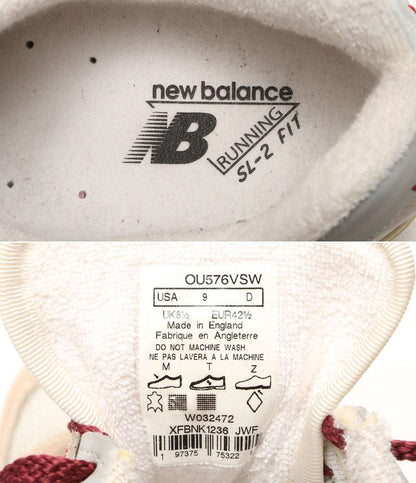 new balance
NB
RUNNING
SL-2 FIT
OU576VSW
USA 9 D
UK8½ EUR42½
Made in England
Fabrique en Angleterre
DO NOT MACHINE WASH
NE PAS LAVERA A LA MACHINE
M T Z
W032472
XFBNK1236 JWF
1 97375 75322